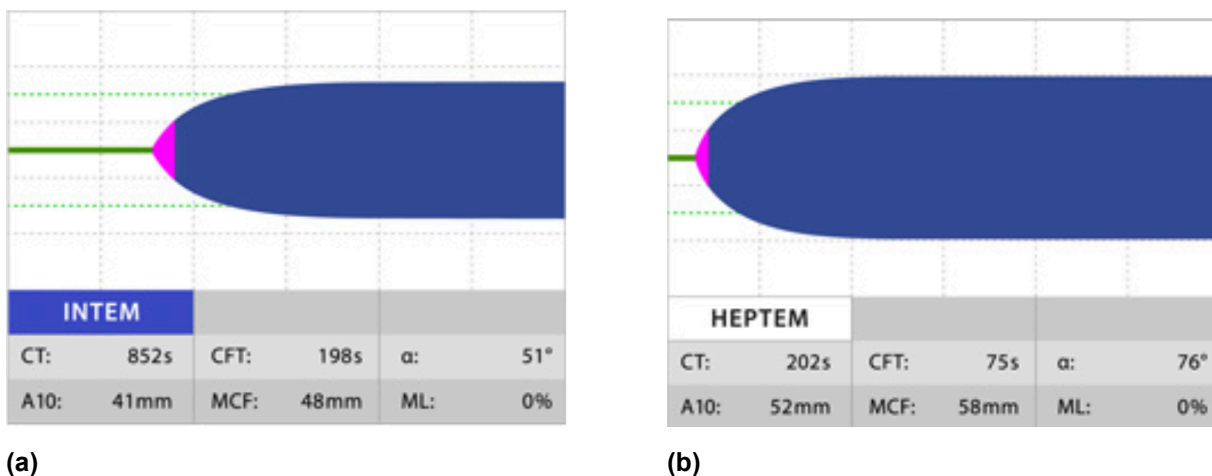 INTEM
CT: 852s CFT: 198s α: 51°
A10: 41mm MCF: 48mm ML: 0%
(a)
HEPTEM
CT: 202s CFT: 75s α: 76°
A10: 52mm MCF: 58mm ML: 0%
(b)